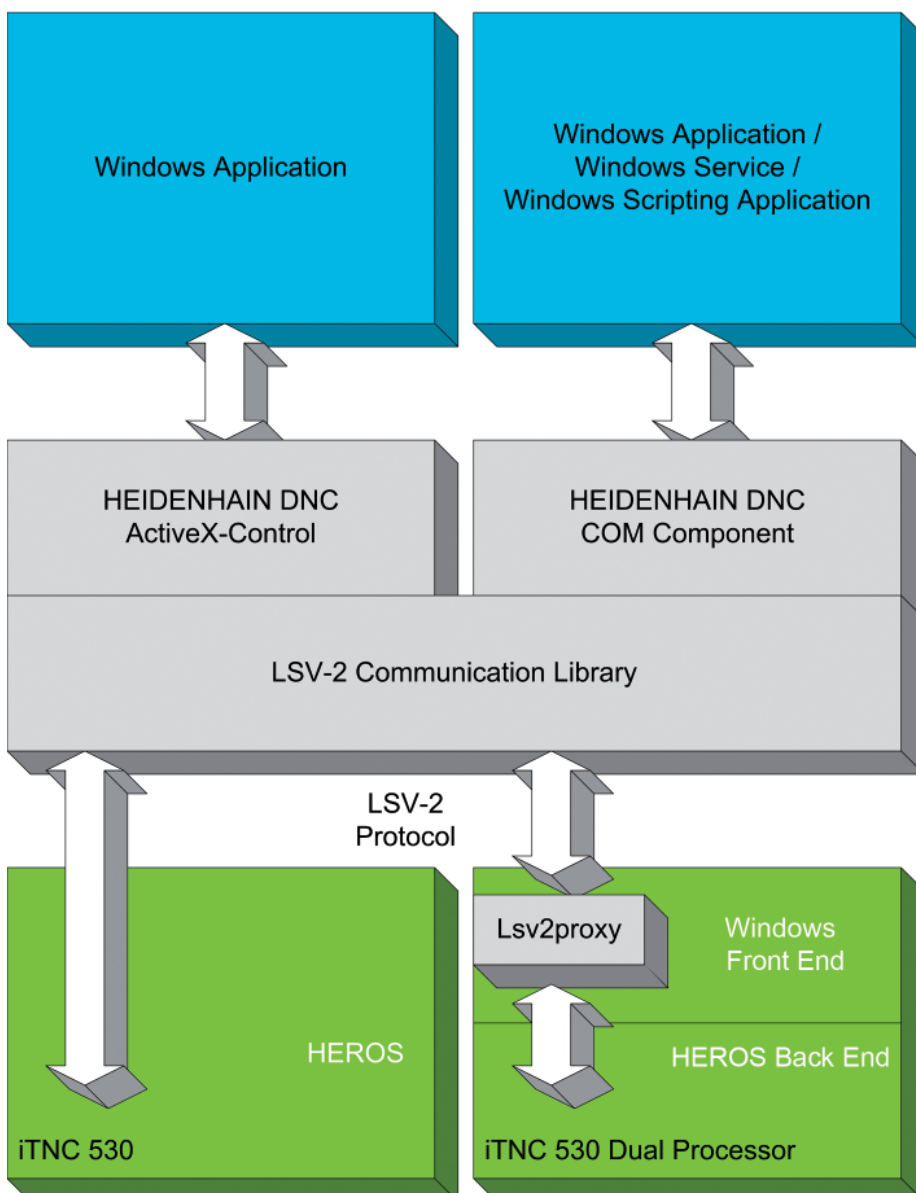 Windows Application
Windows Application /
Windows Service /
Windows Scripting Application
HEIDENHAIN DNC
ActiveX-Control
HEIDENHAIN DNC
COM Component
LSV-2 Communication Library
LSV-2
Protocol
HEROS
iTNC 530
Lsv2proxy
Windows
Front End
HEROS Back End
iTNC 530 Dual Processor